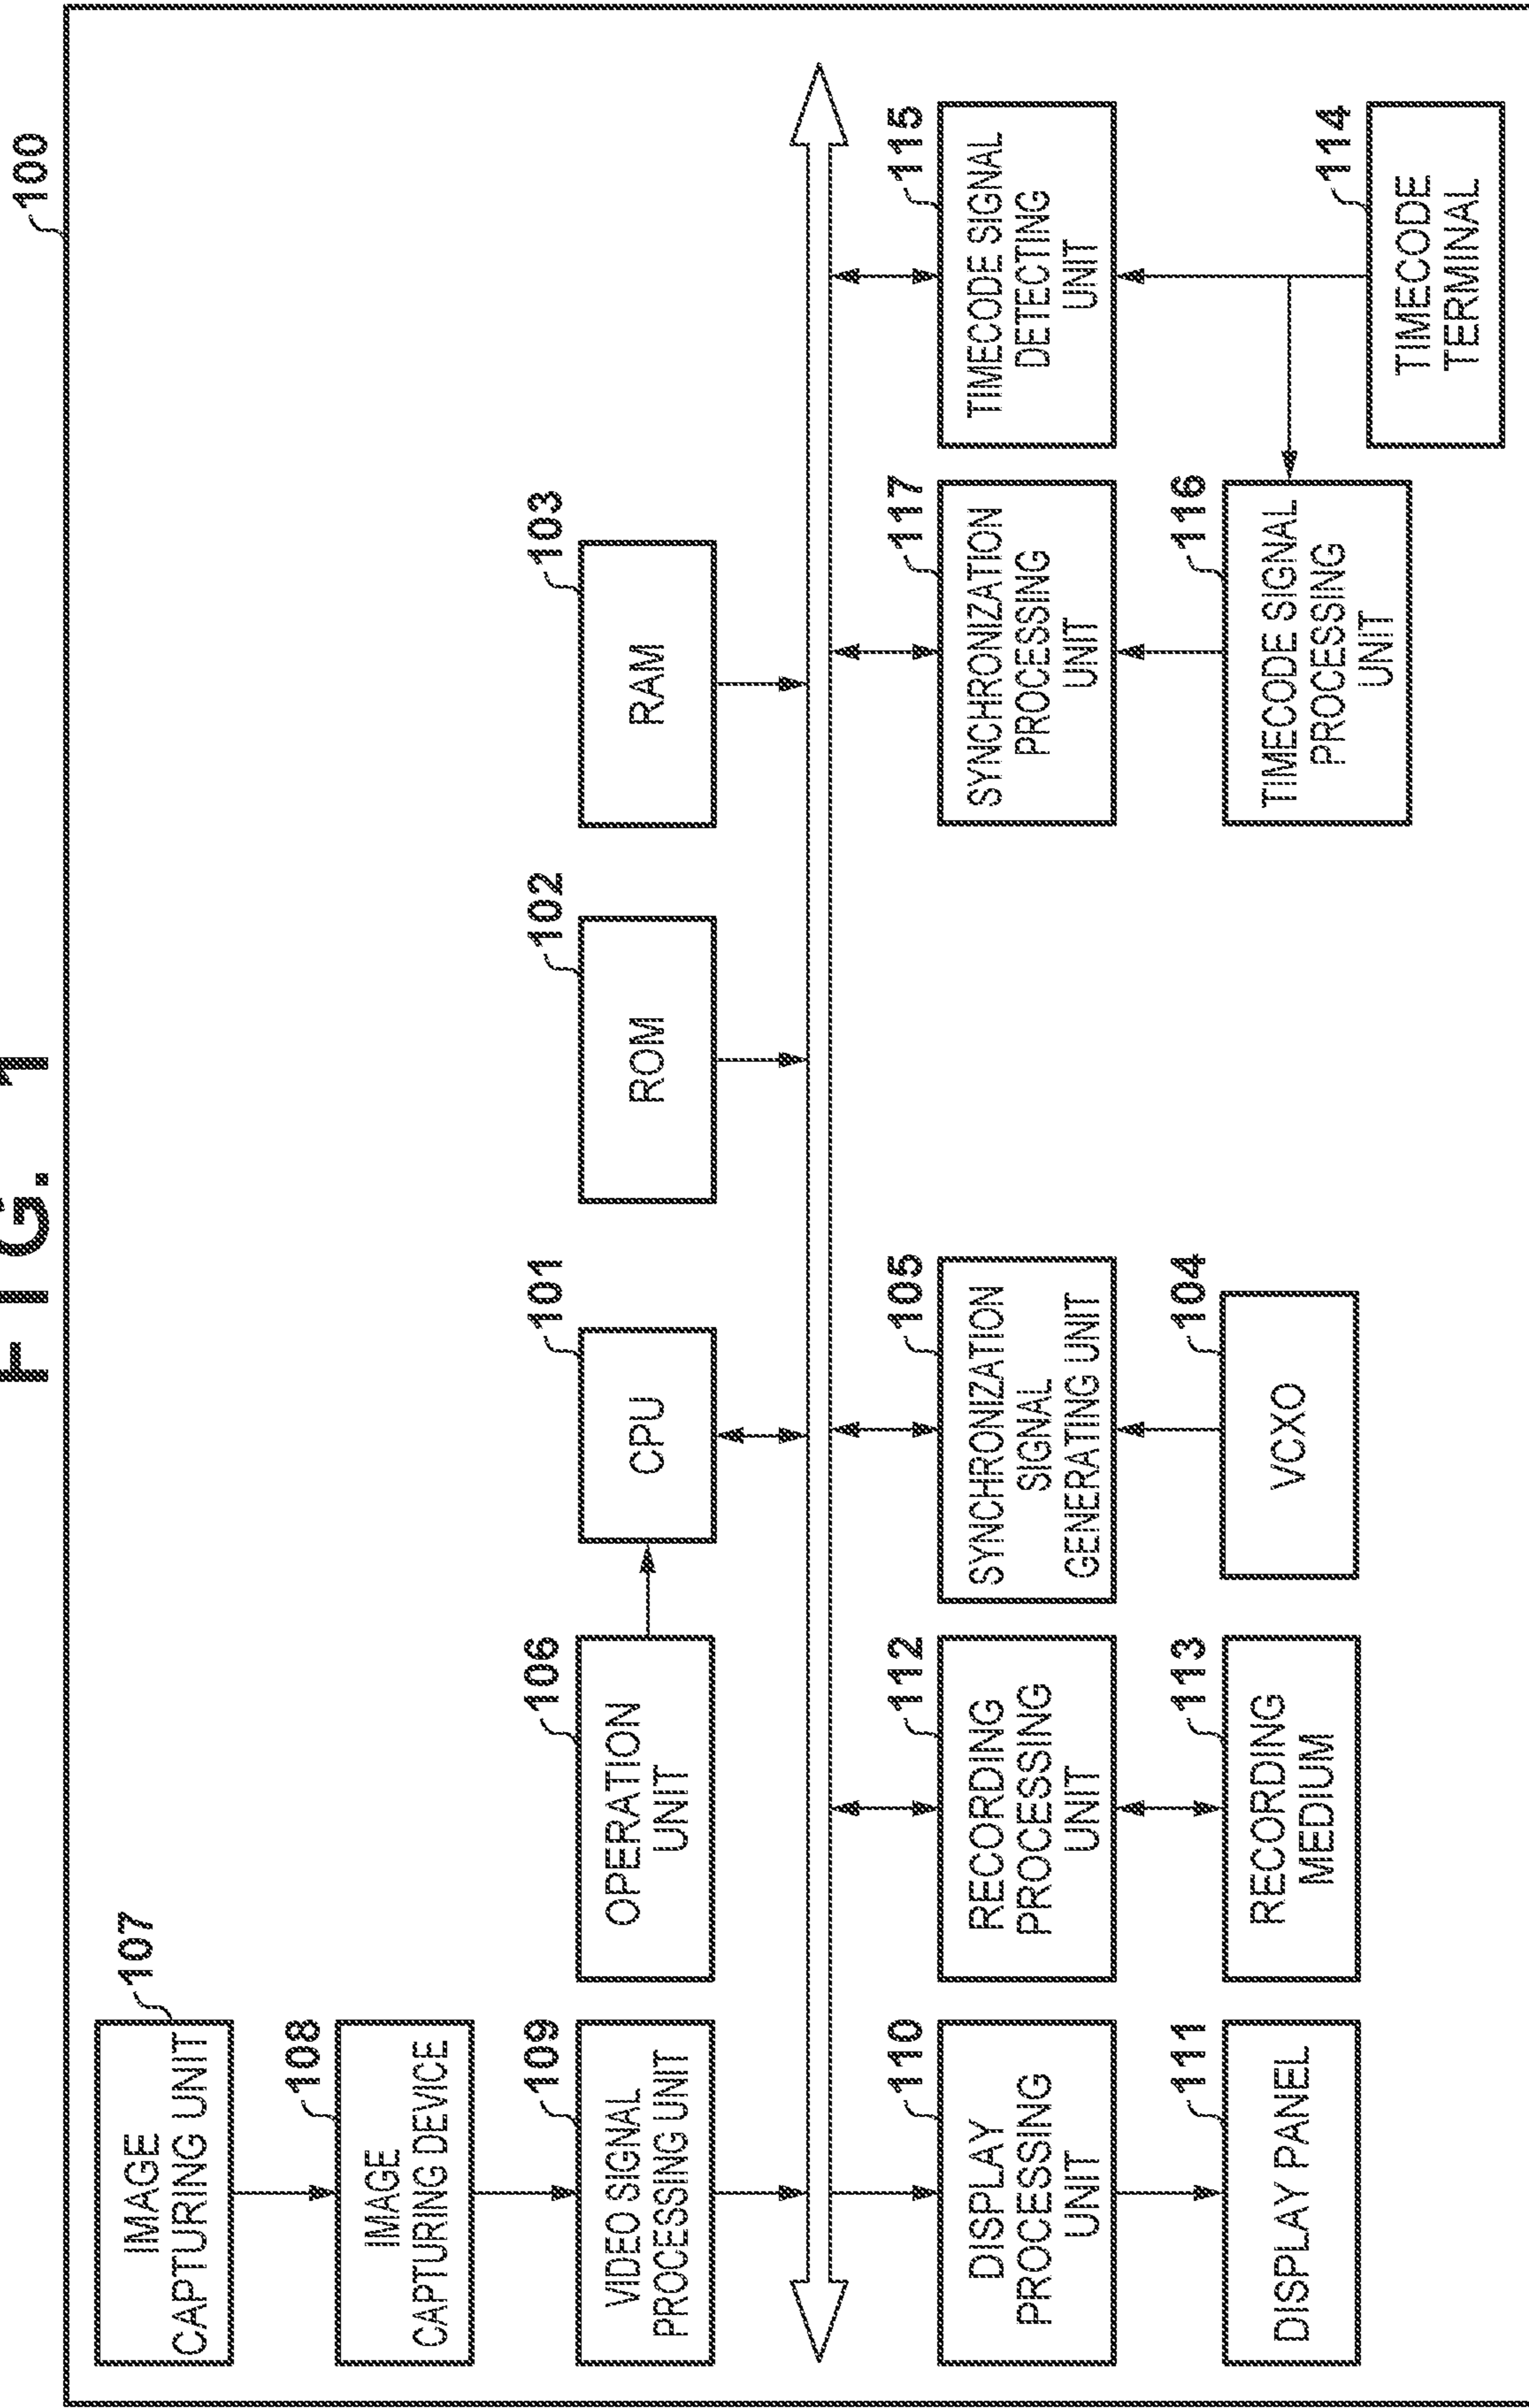 FIG. 1
100
107
IMAGE
CAPTURING UNIT
108
IMAGE
CAPTURING DEVICE
109
VIDEO SIGNAL
PROCESSING UNIT
106
OPERATION
UNIT
101
CPU
102
ROM
103
RAM
110
DISPLAY
PROCESSING
UNIT
112
RECORDING
PROCESSING
UNIT
105
SYNCHRONIZATION
SIGNAL
GENERATING UNIT
117
SYNCHRONIZATION
PROCESSING
UNIT
115
TIMECODE SIGNAL
DETECTING
UNIT
111
DISPLAY PANEL
113
RECORDING
MEDIUM
104
VCXO
116
TIMECODE SIGNAL
PROCESSING
UNIT
114
TIMECODE
TERMINAL